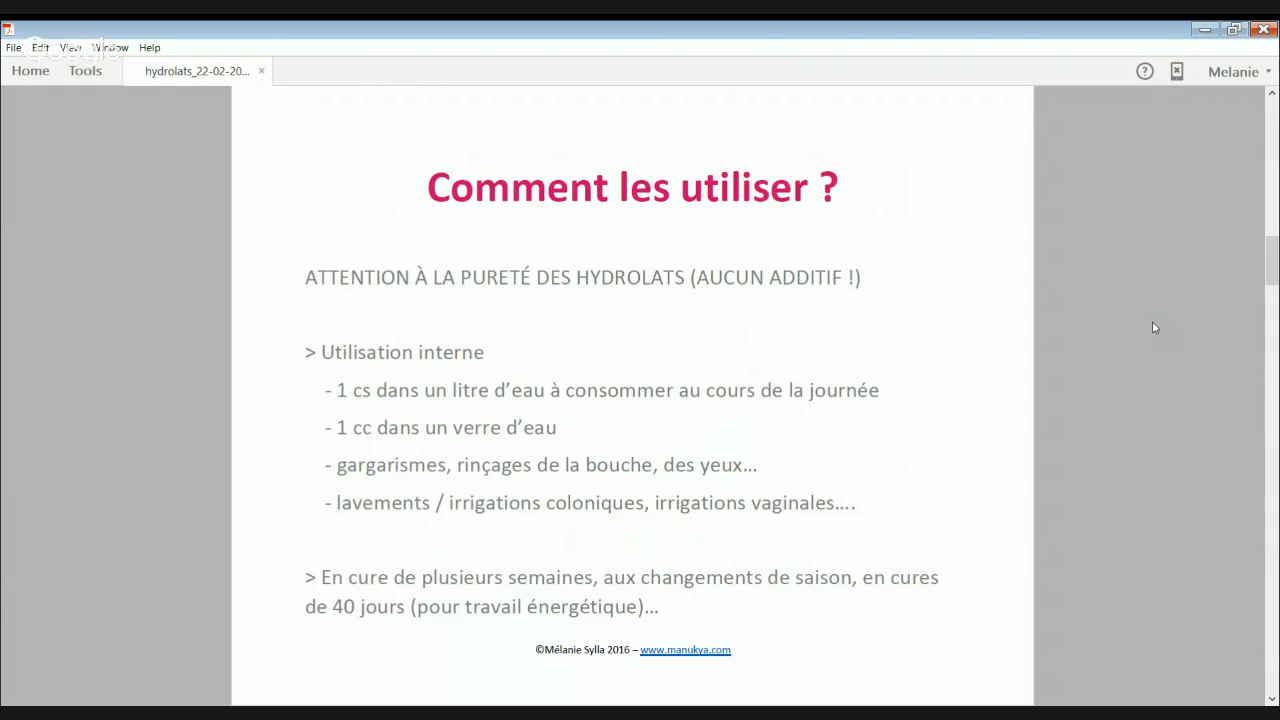 File Edit View Window Help
Google
Home Tools hydrolats_22-02-20... × Melanie
Comment les utiliser ?
ATTENTION À LA PURETÉ DES HYDROLATS (AUCUN ADDITIF !)
> Utilisation interne
- 1 cs dans un litre d’eau à consommer au cours de la journée
- 1 cc dans un verre d’eau
- gargarismes, rinçages de la bouche, des yeux…
- lavements / irrigations coloniques, irrigations vaginales….
> En cure de plusieurs semaines, aux changements de saison, en cures
de 40 jours (pour travail énergétique)…
©Mélanie Sylla 2016 – www.manukya.com